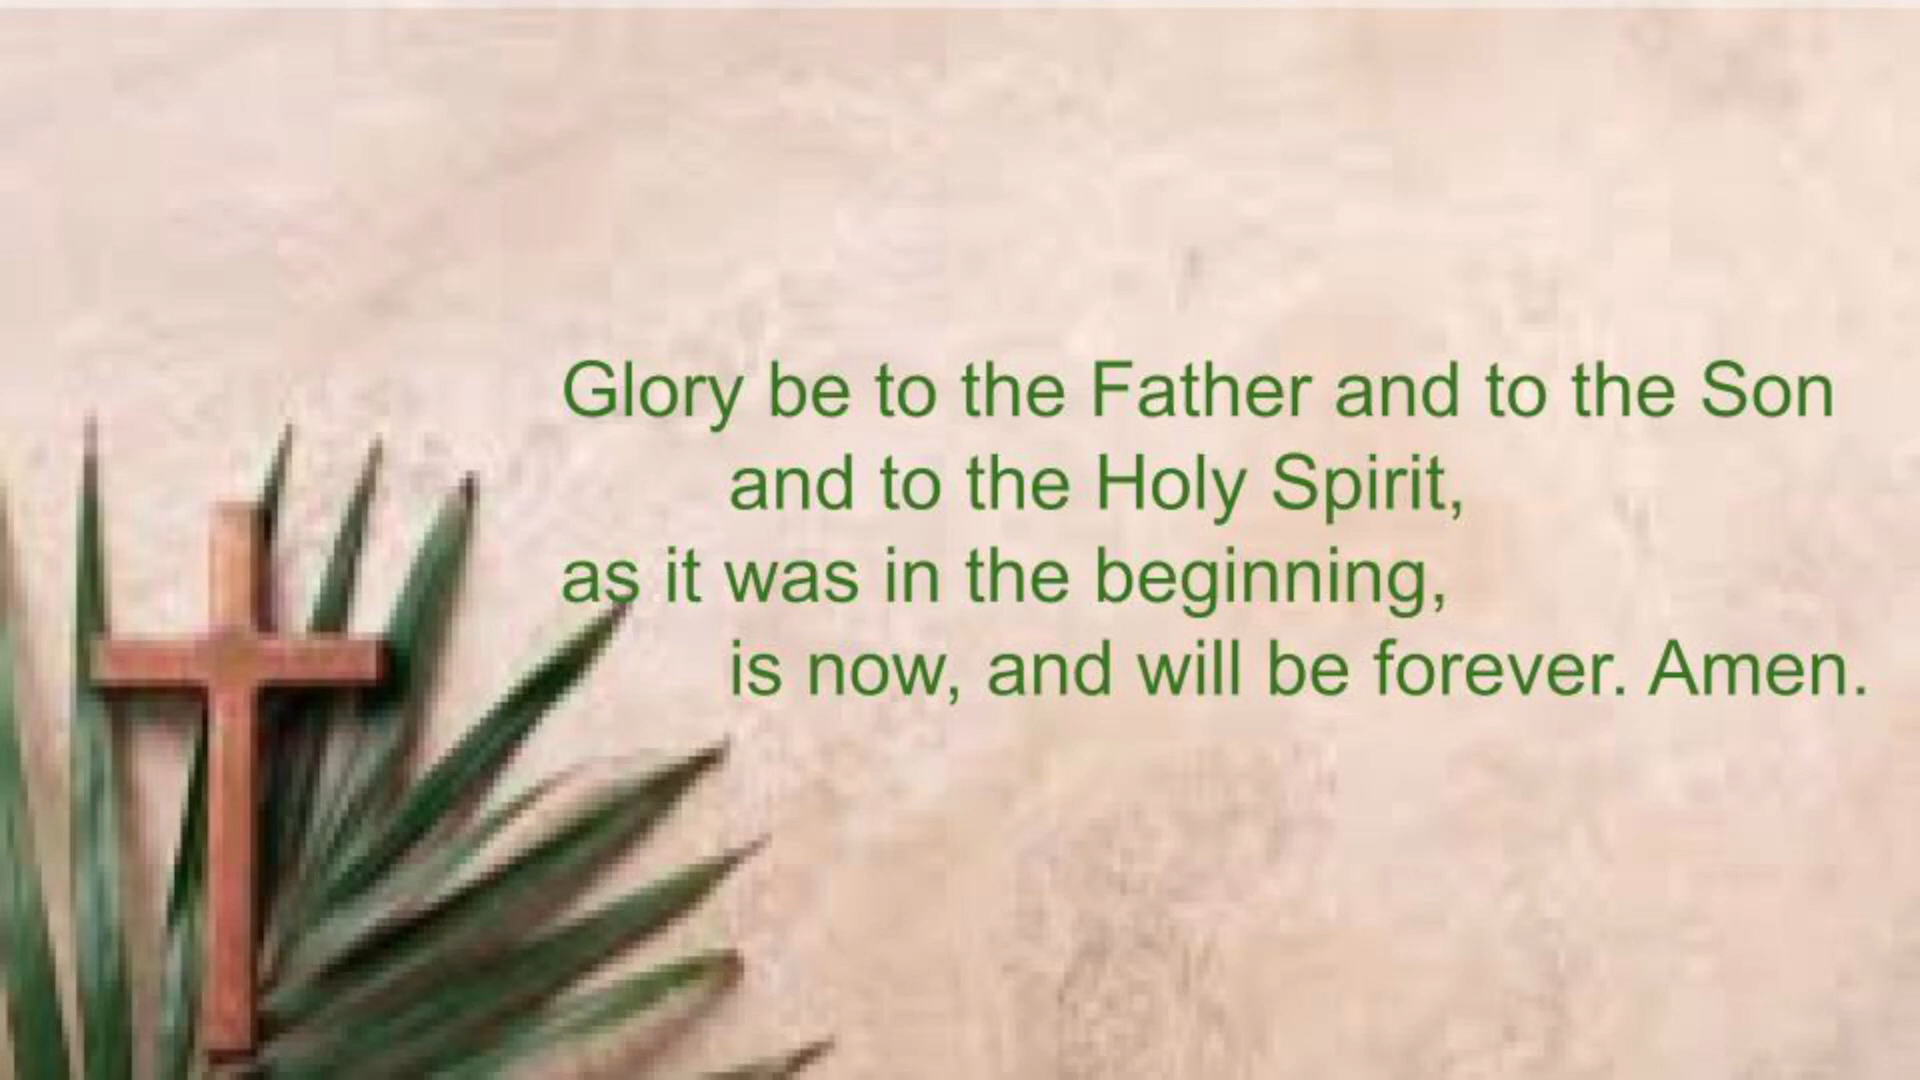 Glory be to the Father and to the Son
and to the Holy Spirit,
as it was in the beginning,
is now, and will be forever. Amen.